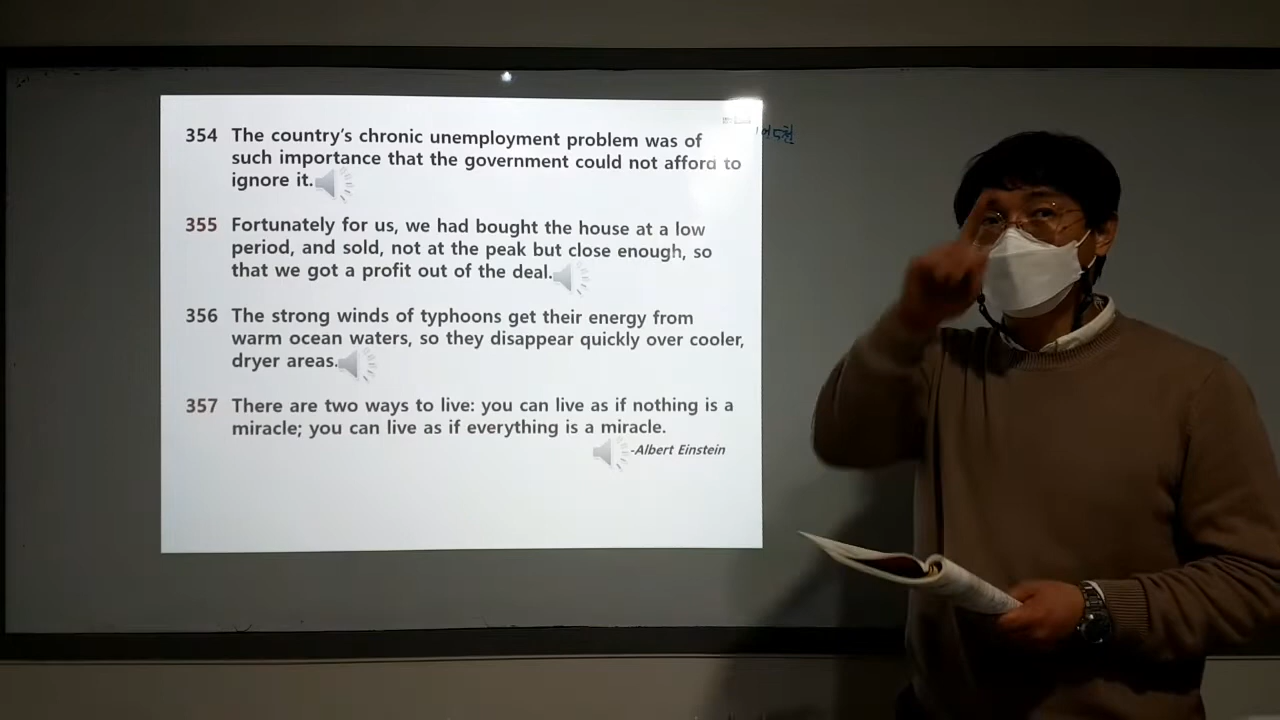 354 The country's chronic unemployment problem was of
such importance that the government could not afford to
ignore it.
355 Fortunately for us, we had bought the house at a low
period, and sold, not at the peak but close enough, so
that we got a profit out of the deal.
356 The strong winds of typhoons get their energy from
warm ocean waters, so they disappear quickly over cooler,
dryer areas.
357 There are two ways to live: you can live as if nothing is a
miracle; you can live as if everything is a miracle.
-Albert Einstein